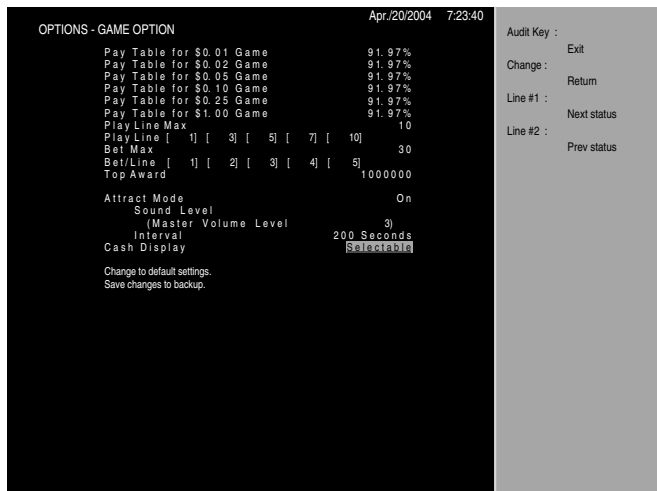 Apr./20/2004 7:23:40
OPTIONS - GAME OPTION
Pay Table for $0.01 Game 91.97%
Pay Table for $0.02 Game 91.97%
Pay Table for $0.05 Game 91.97%
Pay Table for $0.10 Game 91.97%
Pay Table for $0.25 Game 91.97%
Pay Table for $1.00 Game 91.97%
Play Line Max 10
Play Line [ 1] [ 3] [ 5] [ 7] [ 10]
Bet Max 30
Bet/Line [ 1] [ 2] [ 3] [ 4] [ 5]
Top Award 1000000
Attract Mode On
Sound Level
(Master Volume Level 3)
Interval 200 Seconds
Cash Display Selectable
Change to default settings.
Save changes to backup.
Audit Key :
Exit
Change :
Return
Line #1 :
Next status
Line #2 :
Prev status